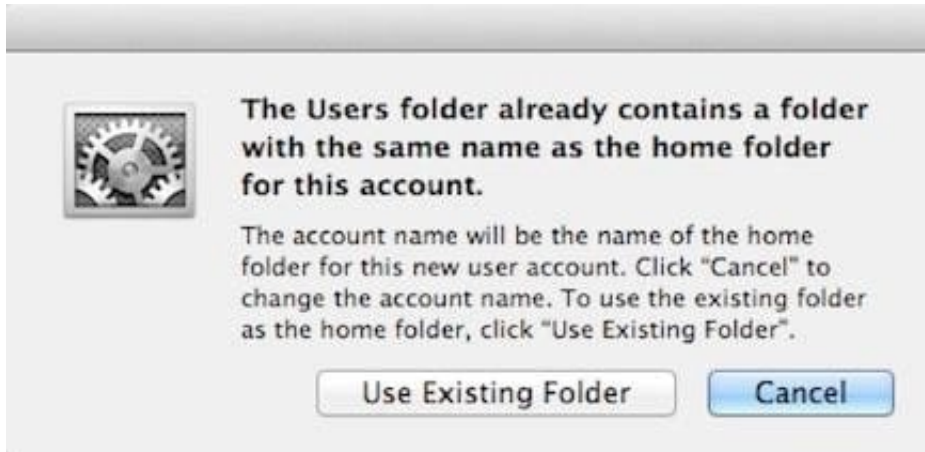 The Users folder already contains a folder
with the same name as the home folder
for this account.
The account name will be the name of the home
folder for this new user account. Click “Cancel” to
change the account name. To use the existing folder
as the home folder, click “Use Existing Folder”.
Use Existing Folder
Cancel